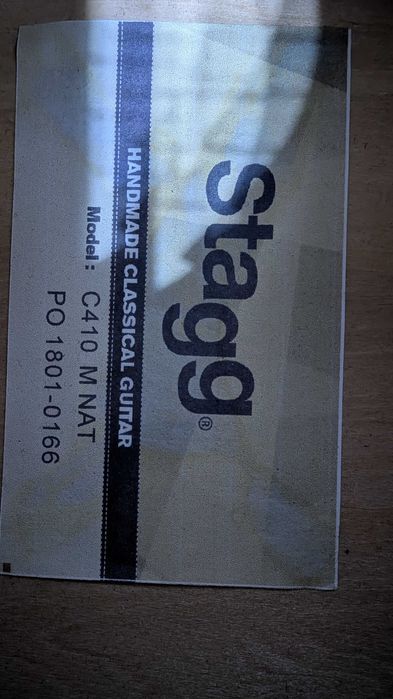 stagg®
HANDMADE CLASSICAL GUITAR
Model : C410 M NAT
PO 1801-0166